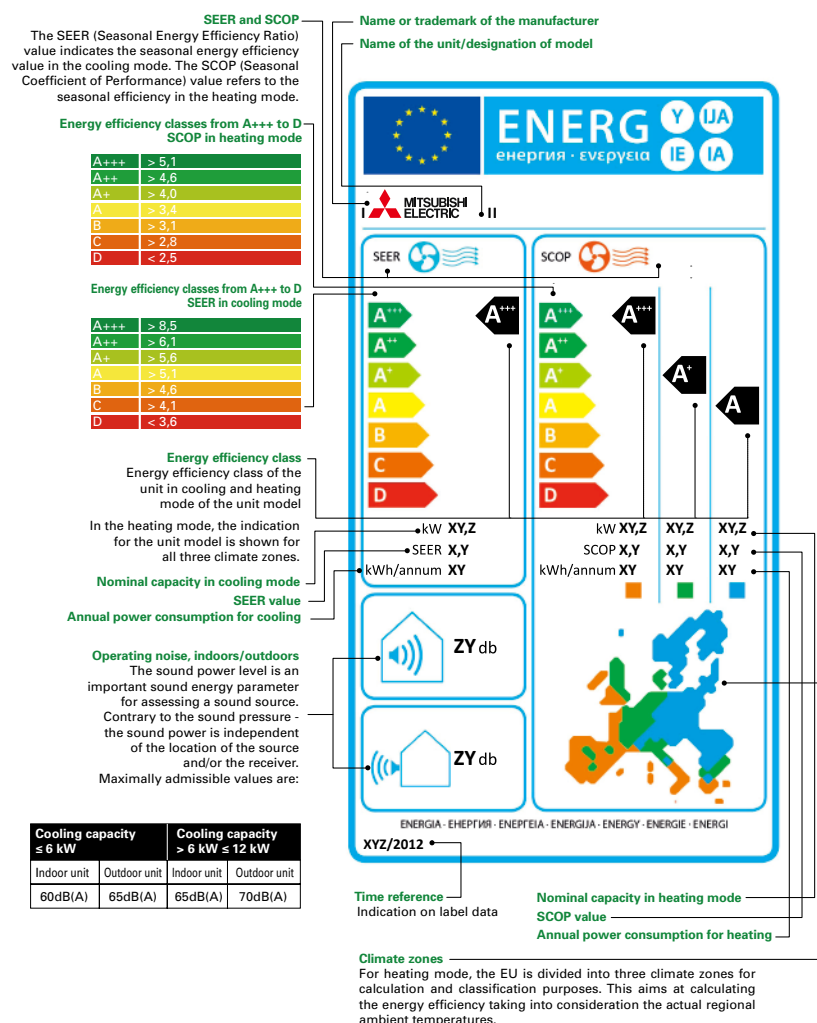 SEER and SCOP
The SEER (Seasonal Energy Efficiency Ratio)
value indicates the seasonal energy efficiency
value in the cooling mode. The SCOP (Seasonal
Coefficient of Performance) value refers to the
seasonal efficiency in the heating mode.
Name or trademark of the manufacturer
Name of the unit/designation of model
Energy efficiency classes from A+++ to D
SCOP in heating mode
A+++ > 5,1
A++ > 4,6
A+ > 4,0
A > 3,4
B > 3,1
C > 2,8
D < 2,5
Energy efficiency classes from A+++ to D
SEER in cooling mode
A+++ > 8,5
A++ > 6,1
A+ > 5,6
A > 5,1
B > 4,6
C > 4,1
D < 3,6
Energy efficiency class
Energy efficiency class of the
unit in cooling and heating
mode of the unit model
In the heating mode, the indication
for the unit model is shown for
all three climate zones.
Nominal capacity in cooling mode
SEER value
Annual power consumption for cooling
Operating noise, indoors/outdoors
The sound power level is an
important sound energy parameter
for assessing a sound source.
Contrary to the sound pressure -
the sound power is independent
of the location of the source
and/or the receiver.
Maximally admissible values are:
Cooling capacity
≤ 6 kW
Cooling capacity
> 6 kW ≤ 12 kW
Indoor unit Outdoor unit Indoor unit Outdoor unit
60dB(A) 65dB(A) 65dB(A) 70dB(A)
ENERG
енергия · ενεργεια
Y IJA
IE IA
I MITSUBISHI
ELECTRIC II
SEER
A+++
A++
A+
A
B
C
D
A+++
kW XY,Z
SEER X,Y
kWh/annum XY
SCOP
A+++
A++
A+
A
B
C
D
A+++
A+
A
kW XY,Z XY,Z XY,Z
SCOP X,Y X,Y X,Y
kWh/annum XY XY XY
ZY db
ZY db
ENERGIA · ЕНЕРГИЯ · ΕΝΕΡΓΕΙΑ · ENERGIJA · ENERGY · ENERGIE · ENERGI
XYZ/2012
Time reference
Indication on label data
Nominal capacity in heating mode
SCOP value
Annual power consumption for heating
Climate zones
For heating mode, the EU is divided into three climate zones for
calculation and classification purposes. This aims at calculating
the energy efficiency taking into consideration the actual regional
ambient temperatures.